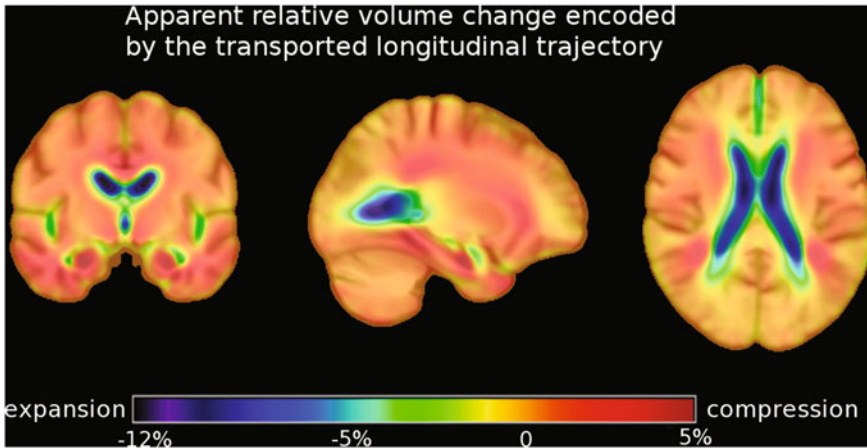 Apparent relative volume change encoded
by the transported longitudinal trajectory
expansion
compression
-12%
-5%
0
5%